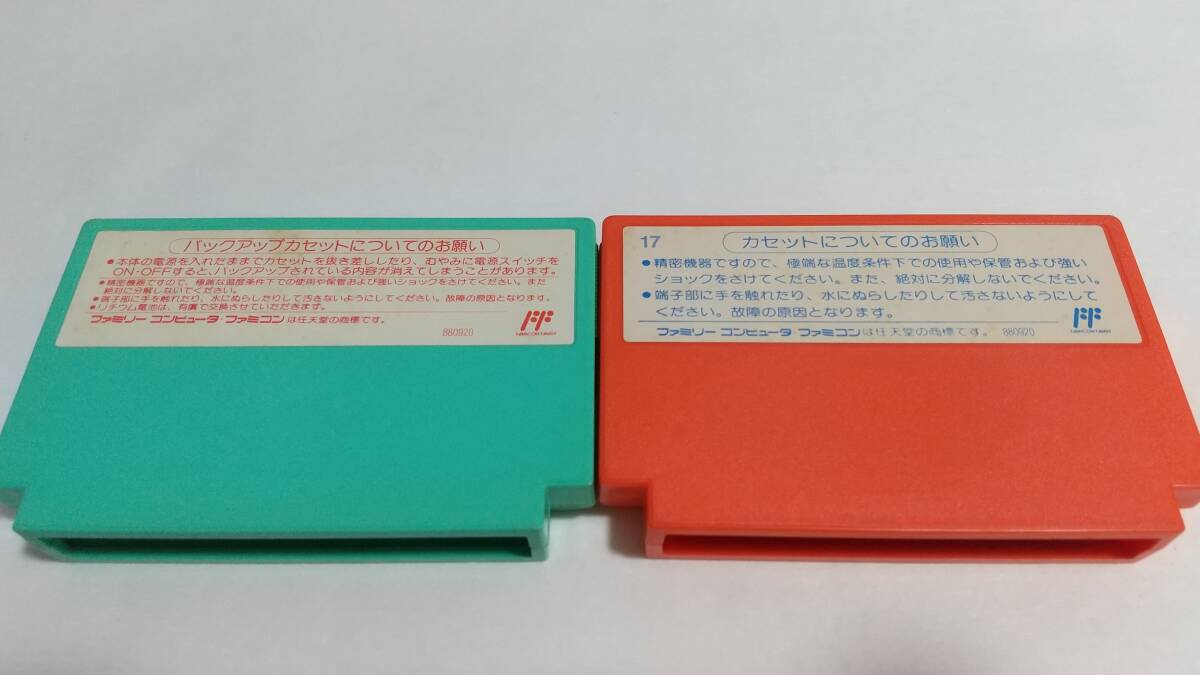 バックアップカセットについてのお願い
●本体の電源を入れたままでカセットを抜き差ししたり、むやみに電源スイッチを
ON・OFFすると、バックアップされている内容が消えてしまうことがあります。
●精密機器ですので、極端な温度条件下での使用や保管および強いショックをさけてください。また
絶対に分解しないでください。
●端子部に手を触れたり、水にぬらしたりして汚さないようにしてください。故障の原因となります。
●リチウム電池は、有償で交換させていただきます。
ファミリー コンピュータ・ファミコンは任天堂の商標です。 880920
17 カセットについてのお願い
●精密機器ですので、極端な温度条件下での使用や保管および強い
ショックをさけてください。また、絶対に分解しないでください。
●端子部に手を触れたり、水にぬらしたりして汚さないようにして
ください。故障の原因となります。
ファミリー コンピュータ・ファミコンは任天堂の商標です。 880920